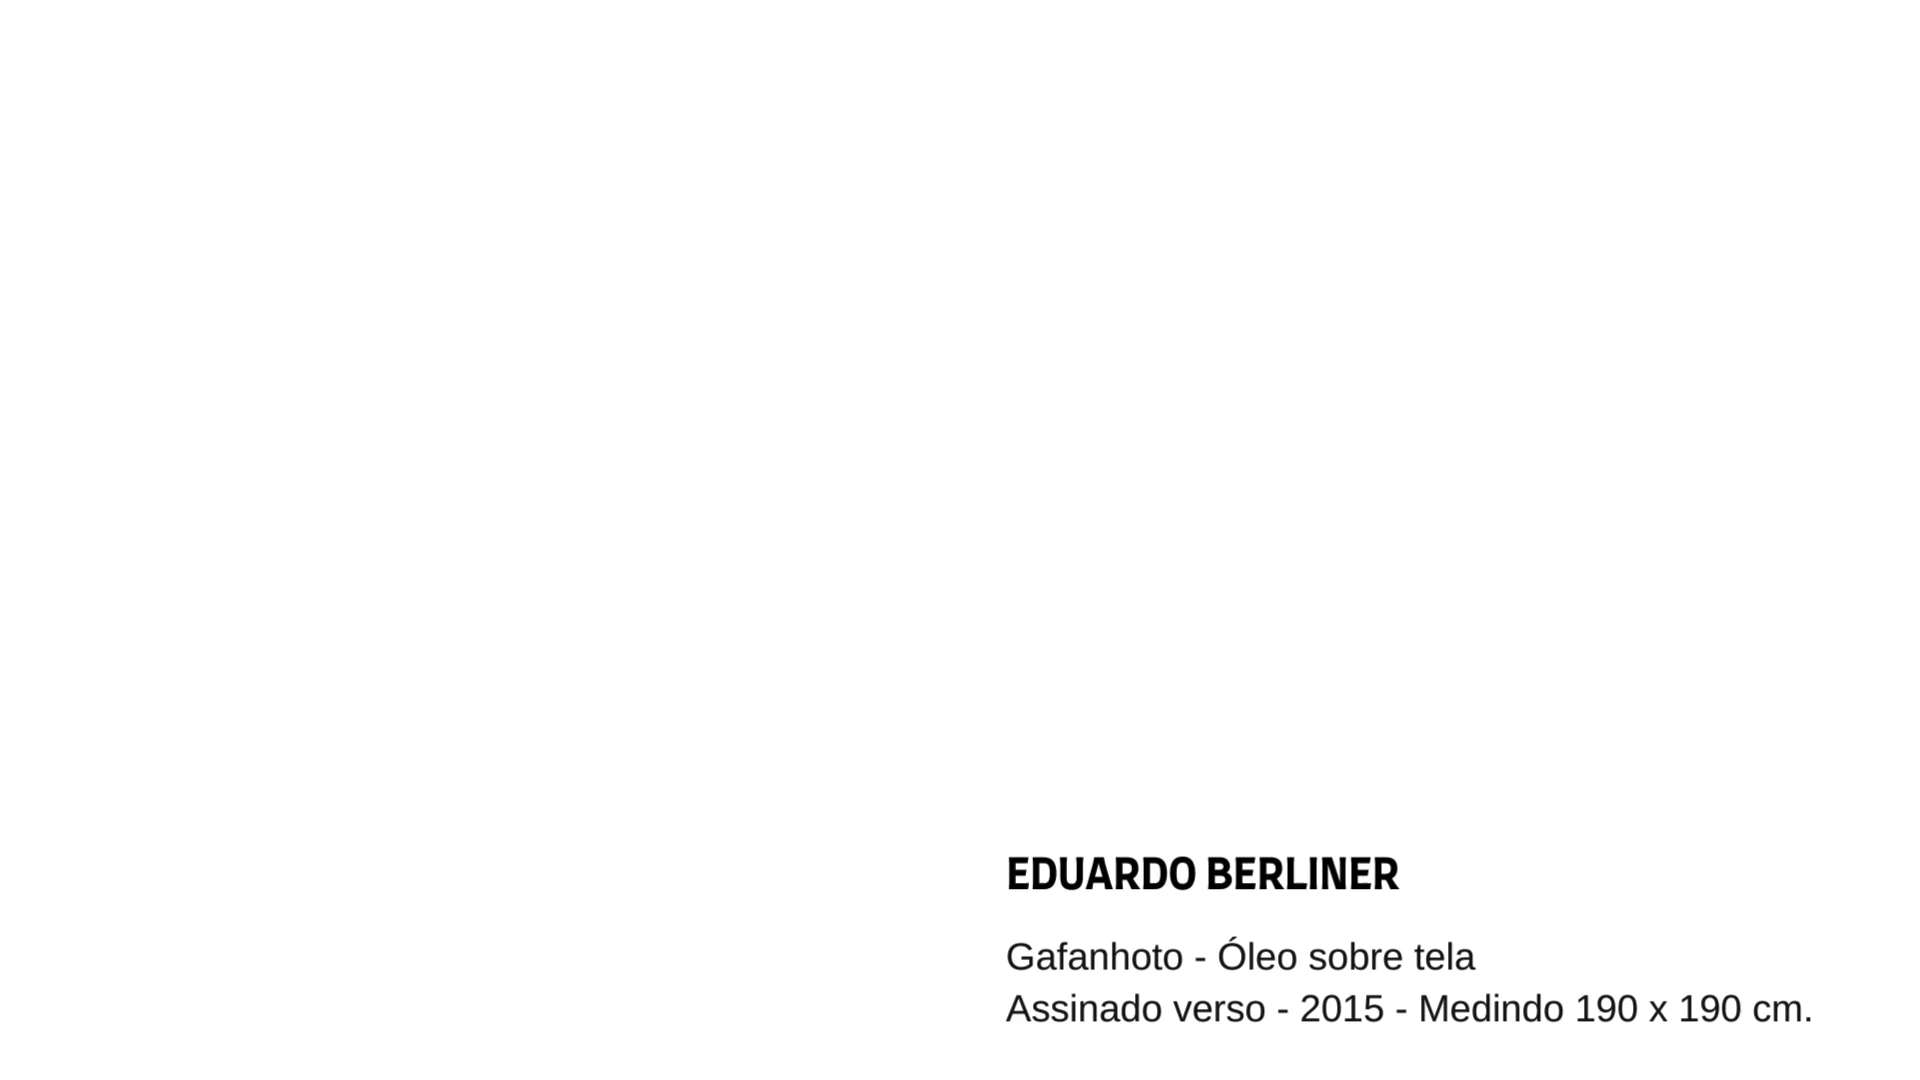 EDUARDO BERLINER
Gafanhoto - Óleo sobre tela
Assinado verso - 2015 - Medindo 190 x 190 cm.